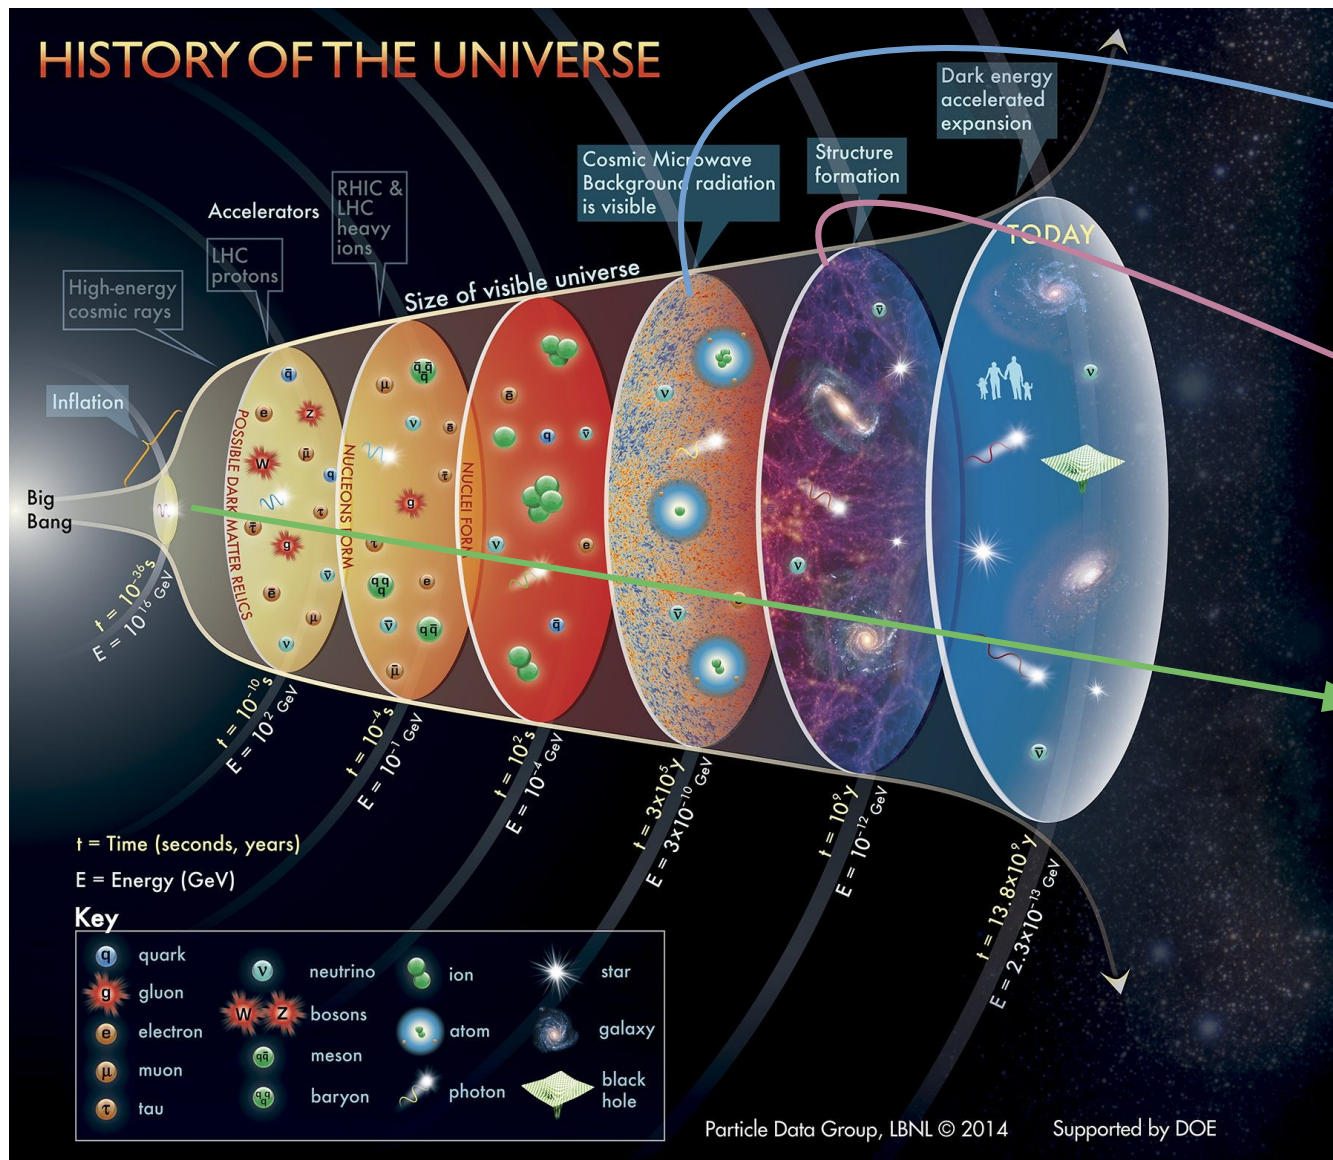 HISTORY OF THE UNIVERSE
Dark energy
accelerated
expansion
Structure
formation
Cosmic Microwave
Background radiation
is visible
RHIC &
LHC
heavy
ions
Accelerators
LHC
protons
High-energy
cosmic rays
Inflation
Size of visible universe
TODAY
Big
Bang
POSSIBLE DARK MATTER RELICS
NUCLEONS FORM
NUCLEI FORM
t = 10⁻³⁶s
E = 10¹⁶ GeV
t = 10⁻¹⁰s
E = 10² GeV
t = 10⁻⁴s
E = 10⁻¹ GeV
t = 10²s
E = 10⁻⁴ GeV
t = 3x10⁵y
E = 3x10⁻¹⁰ GeV
t = 10⁹y
E = 10⁻¹² GeV
t = 13.8x10⁹y
E = 2.3x10⁻¹³ GeV
t = Time (seconds, years)
E = Energy (GeV)
Key
q quark
g gluon
e electron
μ muon
τ tau
ν neutrino
W Z bosons
qq̄ meson
qqq baryon
ion
atom
photon
star
galaxy
black
hole
Particle Data Group, LBNL © 2014 Supported by DOE